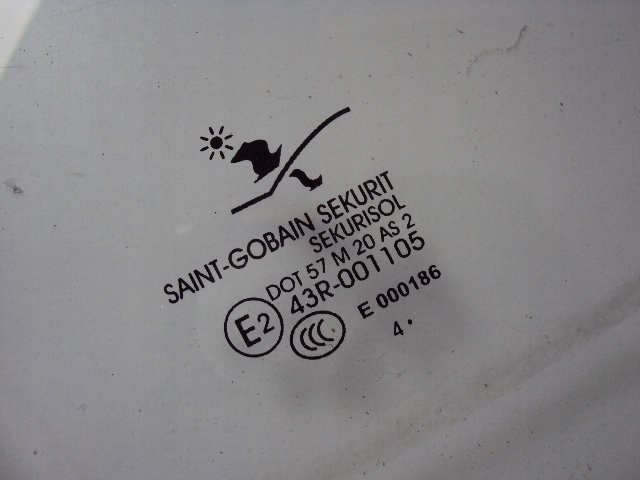 SAINT-GOBAIN SEKURIT
SEKURISOL
DOT 57 M 20 AS 2
E2 43R-001105
CCC E 000186
4 •